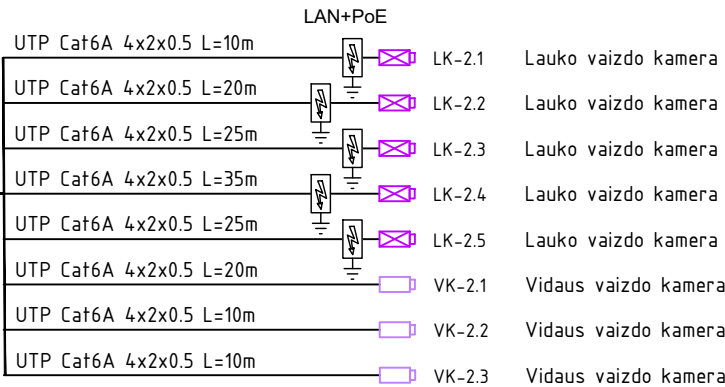 LAN+PoE
UTP Cat6A 4x2x0.5 L=10m LK-2.1 Lauko vaizdo kamera
UTP Cat6A 4x2x0.5 L=20m LK-2.2 Lauko vaizdo kamera
UTP Cat6A 4x2x0.5 L=25m LK-2.3 Lauko vaizdo kamera
UTP Cat6A 4x2x0.5 L=35m LK-2.4 Lauko vaizdo kamera
UTP Cat6A 4x2x0.5 L=25m LK-2.5 Lauko vaizdo kamera
UTP Cat6A 4x2x0.5 L=20m VK-2.1 Vidaus vaizdo kamera
UTP Cat6A 4x2x0.5 L=10m VK-2.2 Vidaus vaizdo kamera
UTP Cat6A 4x2x0.5 L=10m VK-2.3 Vidaus vaizdo kamera